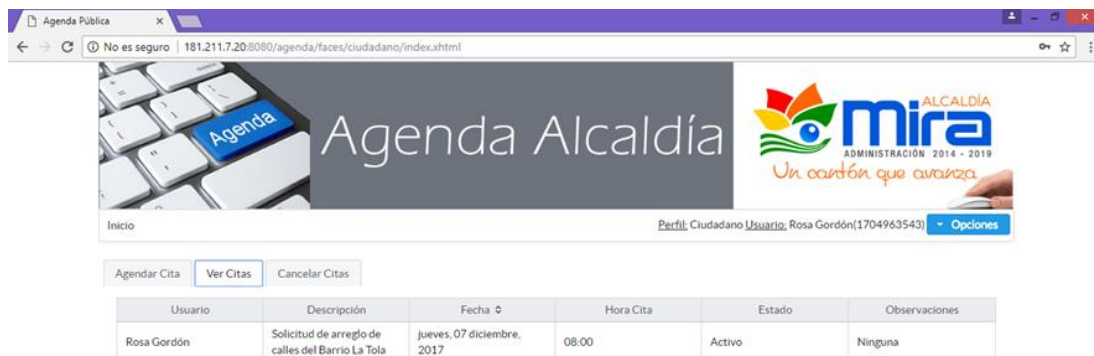 Agenda Pública
No es seguro | 181.211.7.20:8080/agenda/faces/ciudadano/index.xhtml
Agenda
Agenda Alcaldía
ALCALDÍA
mira
ADMINISTRACIÓN 2014 - 2019
Un cantón que avanza
Inicio
Perfil: Ciudadano Usuario: Rosa Gordón(1704963543) Opciones
Agendar Cita Ver Citas Cancelar Citas
Usuario Descripción Fecha Hora Cita Estado Observaciones
Rosa Gordón Solicitud de arreglo de jueves, 07 diciembre, 08:00 Activo Ninguna
calles del Barrio La Tola 2017